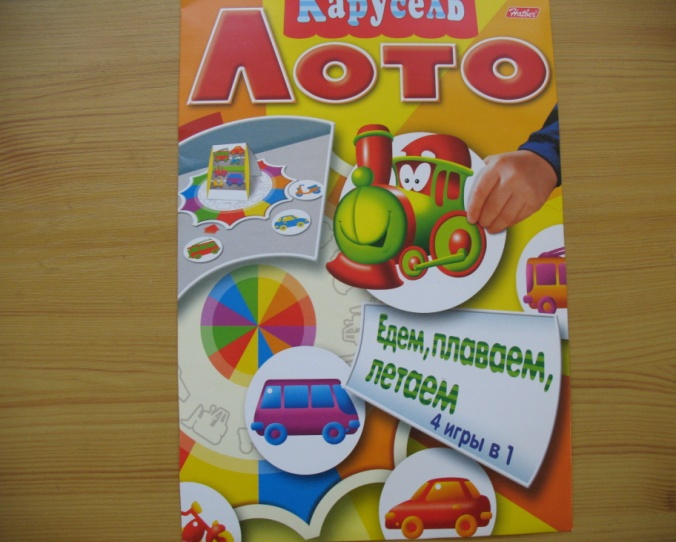 Карусель
Hatber
Лото
Едем, плаваем,
летаем
4 игры в 1